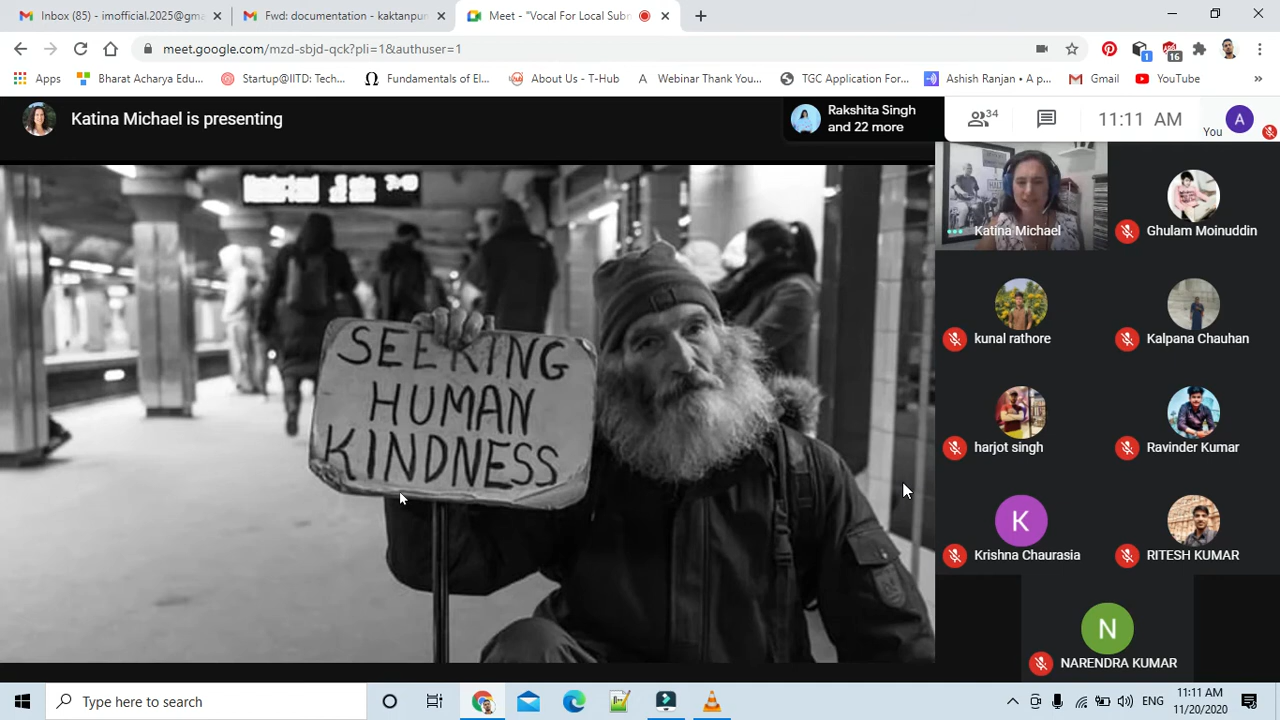 Inbox (85) - imofficial.2025@gma
Fwd: documentation - kaktanpur
Meet - "Vocal For Local Subm
meet.google.com/mzd-sbjd-qck?pli=1&authuser=1
1
16
Apps
Bharat Acharya Edu...
Startup@IITD: Tech...
Fundamentals of El...
About Us - T-Hub
Webinar Thank You...
TGC Application For...
Ashish Ranjan • A p...
Gmail
YouTube
»
Katina Michael is presenting
Rakshita Singh
and 22 more
34
11:11 AM
You
A
SEEKING
HUMAN
KINDNESS
Katina Michael
Ghulam Moinuddin
kunal rathore
Kalpana Chauhan
harjot singh
Ravinder Kumar
K
Krishna Chaurasia
RITESH KUMAR
N
NARENDRA KUMAR
Type here to search
ENG
11:11 AM
11/20/2020